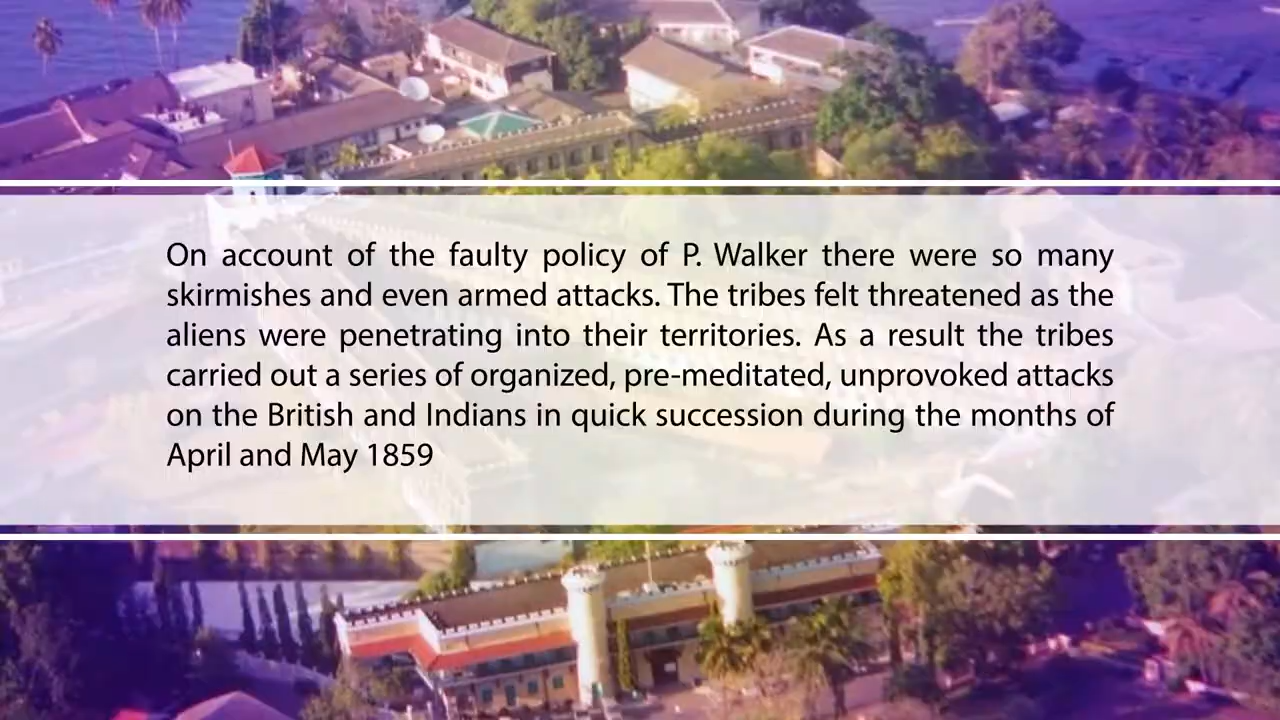 On account of the faulty policy of P. Walker there were so many
skirmishes and even armed attacks. The tribes felt threatened as the
aliens were penetrating into their territories. As a result the tribes
carried out a series of organized, pre-meditated, unprovoked attacks
on the British and Indians in quick succession during the months of
April and May 1859